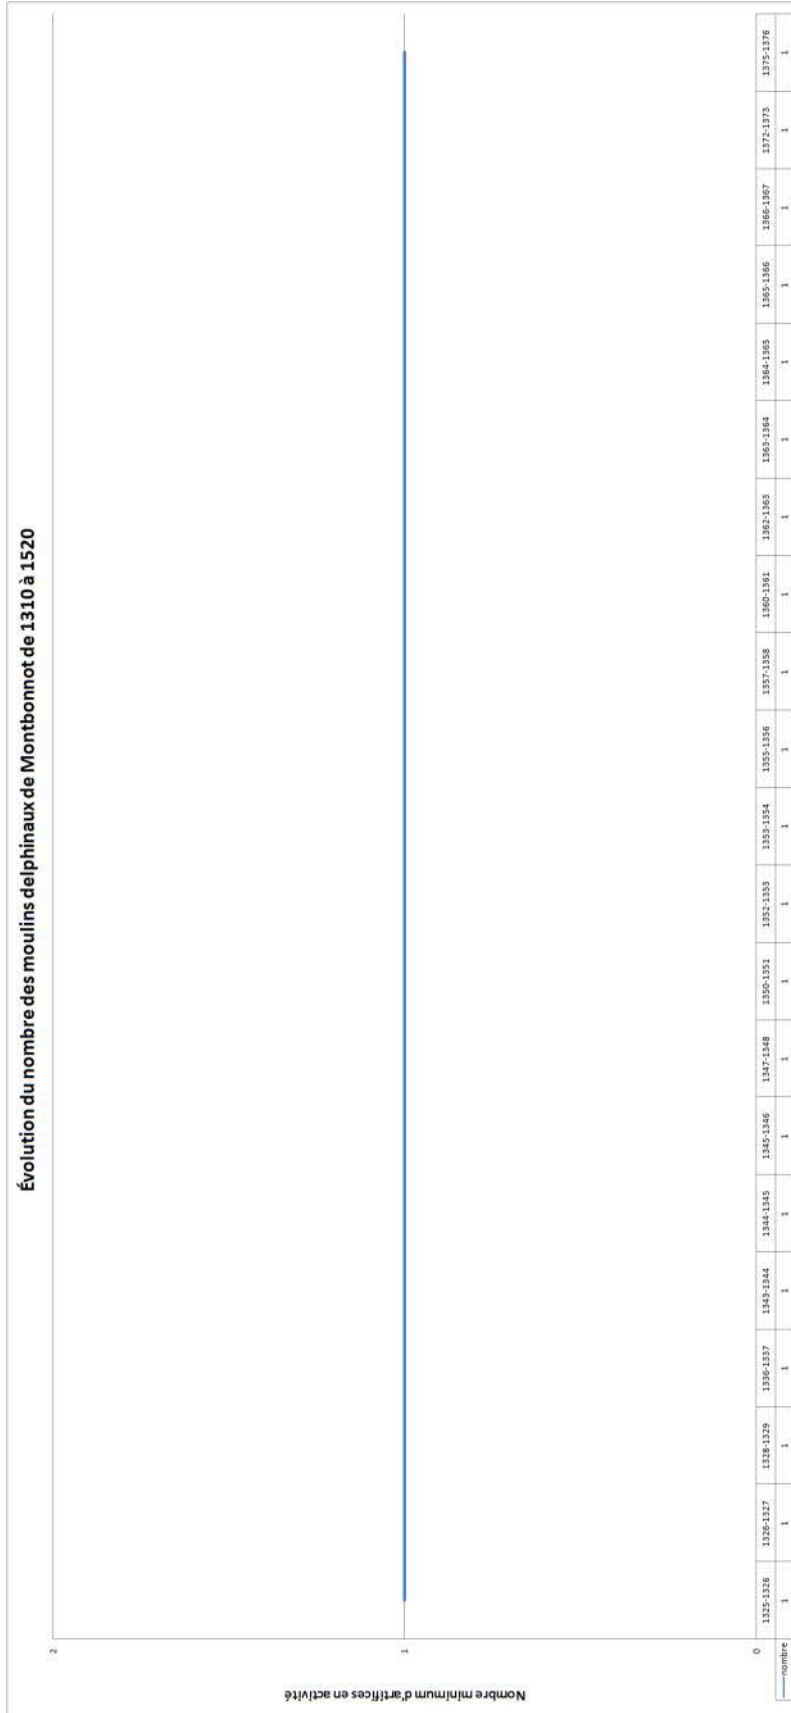 Évolution du nombre des moulins delphinaux de Montbonnot de 1310 à 1520
Nombre minimum d'artifices en activité
2
1
0
1325-1326 1326-1327 1328-1329 1336-1337 1343-1344 1344-1345 1345-1346 1347-1348 1350-1351 1352-1353 1353-1354 1355-1356 1357-1358 1360-1361 1362-1363 1363-1364 1364-1365 1365-1366 1366-1367 1372-1373 1375-1376
nombre 1 1 1 1 1 1 1 1 1 1 1 1 1 1 1 1 1 1 1 1 1